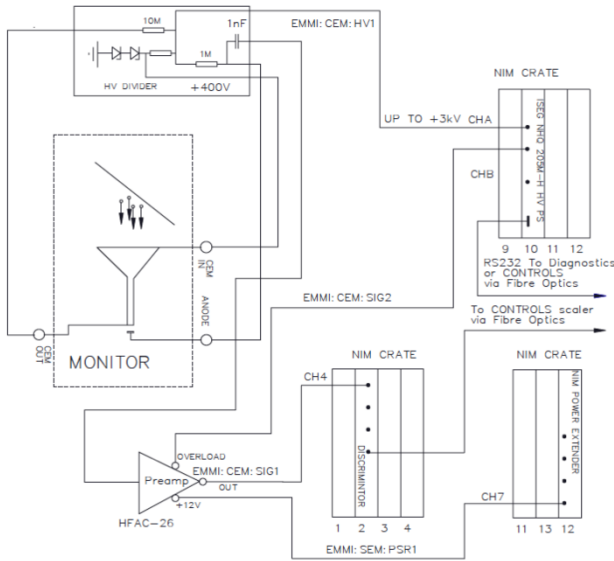 10M
1nF
EMMI:CEM:HV1
1M
HV DIVIDER
+400V
NIM CRATE
UP TO +3kV CHA
ISEG NHQ 205M-H HV PS
CHB
9 10 11 12
CEM IN
RS232 To Diagnostics
or CONTROLS
via Fibre Optics
ANODE
EMMI:CEM:SIG2
To CONTROLS scaler
via Fibre Optics
CEM OUT
MONITOR
NIM CRATE
NIM CRATE
CH4
NIM POWER EXTENDER
OVERLOAD
DISCRIMINTOR
EMMI:CEM:SIG1
Preamp
OUT
+12V
CH7
HFAC-26
1 2 3 4
11 13 12
EMMI:SEM:PSR1